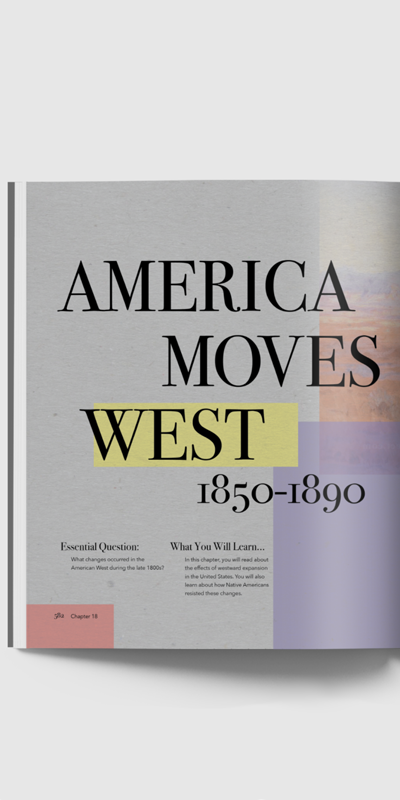 AMERICA
MOVES
WEST
1850-1890
Essential Question:
What changes occurred in the
American West during the late 1800s?
What You Will Learn...
In this chapter, you will read about
the effects of westward expansion
in the United States. You will also
learn about how Native Americans
resisted these changes.
Chapter 18